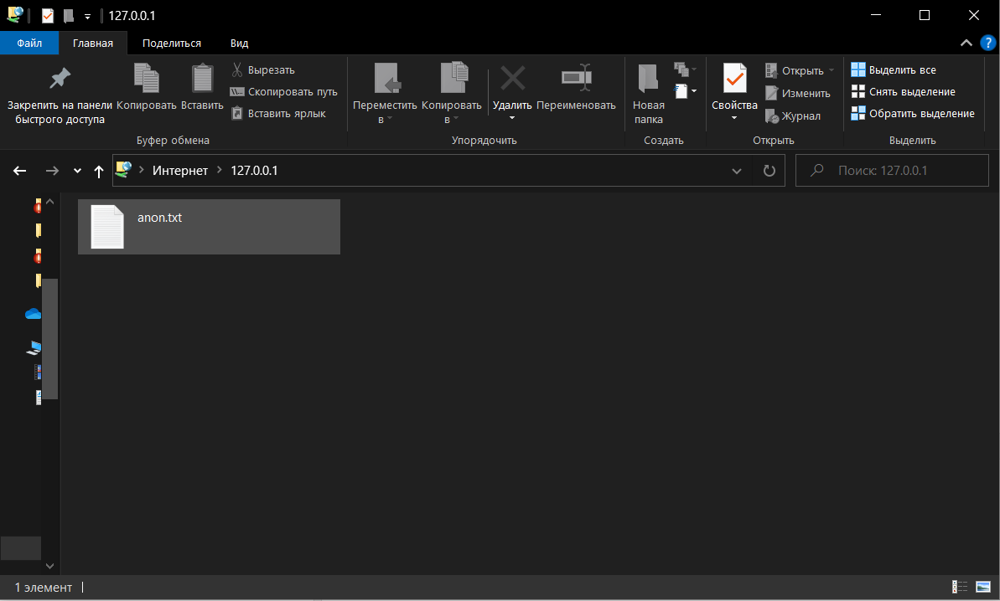 127.0.0.1
Файл Главная Поделиться Вид
Закрепить на панели быстрого доступа
Копировать
Вставить
Вырезать
Скопировать путь
Вставить ярлык
Буфер обмена
Переместить в
Копировать в
Удалить
Переименовать
Упорядочить
Новая папка
Создать
Свойства
Открыть
Изменить
Журнал
Открыть
Выделить все
Снять выделение
Обратить выделение
Выделить
Интернет 127.0.0.1
Поиск: 127.0.0.1
anon.txt
1 элемент